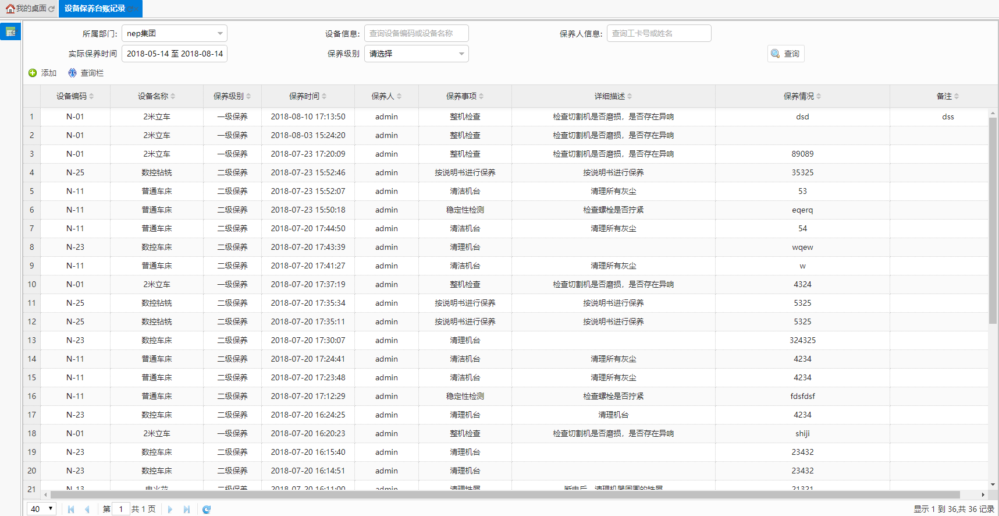 我的桌面 设备保养台账记录
所属部门: nep集团 设备信息: 查询设备编码或设备名称 保养人信息: 查询工卡号或姓名
实际保养时间 2018-05-14 至 2018-08-14 保养级别 请选择 查询
添加 查询栏
设备编码 设备名称 保养级别 保养时间 保养人 保养事项 详细描述 保养情况 备注
1 N-01 2米立车 一级保养 2018-08-10 17:13:50 admin 整机检查 检查切割机是否磨损，是否存在异响 dsd dss
2 N-01 2米立车 一级保养 2018-08-03 15:24:20 admin 整机检查 检查切割机是否磨损，是否存在异响
3 N-01 2米立车 一级保养 2018-07-23 17:20:09 admin 整机检查 检查切割机是否磨损，是否存在异响 89089
4 N-25 数控钻铣 二级保养 2018-07-23 15:52:46 admin 按说明书进行保养 按说明书进行保养 35325
5 N-11 普通车床 二级保养 2018-07-23 15:52:07 admin 清洁机台 清理所有灰尘 53
6 N-11 普通车床 二级保养 2018-07-23 15:50:18 admin 稳定性检测 检查螺栓是否拧紧 eqerq
7 N-11 普通车床 二级保养 2018-07-20 17:44:50 admin 清洁机台 清理所有灰尘 54
8 N-23 数控车床 二级保养 2018-07-20 17:43:39 admin 清理机台 wqew
9 N-11 普通车床 二级保养 2018-07-20 17:41:27 admin 清洁机台 清理所有灰尘 w
10 N-01 2米立车 一级保养 2018-07-20 17:37:19 admin 整机检查 检查切割机是否磨损，是否存在异响 4324
11 N-25 数控钻铣 二级保养 2018-07-20 17:35:34 admin 按说明书进行保养 按说明书进行保养 5325
12 N-25 数控钻铣 二级保养 2018-07-20 17:35:11 admin 按说明书进行保养 按说明书进行保养 5325
13 N-23 数控车床 二级保养 2018-07-20 17:30:07 admin 清理机台 324325
14 N-11 普通车床 二级保养 2018-07-20 17:24:41 admin 清洁机台 清理所有灰尘 4234
15 N-11 普通车床 二级保养 2018-07-20 17:23:48 admin 清洁机台 清理所有灰尘 4234
16 N-11 普通车床 二级保养 2018-07-20 17:12:29 admin 稳定性检测 检查螺栓是否拧紧 fdsfdsf
17 N-23 数控车床 二级保养 2018-07-20 16:24:25 admin 清理机台 清理机台 4234
18 N-01 2米立车 一级保养 2018-07-20 16:20:23 admin 整机检查 检查切割机是否磨损，是否存在异响 shiji
19 N-23 数控车床 二级保养 2018-07-20 16:15:40 admin 清理机台 23432
20 N-23 数控车床 二级保养 2018-07-20 16:14:51 admin 清理机台 23432
21 N-13 电火花 二级保养 2018-07-20 16:11:00 admin 清理铁屑 断电后，清理机器周围的铁屑 21321
40 第 1 共 1 页 显示 1 到 36,共 36 记录